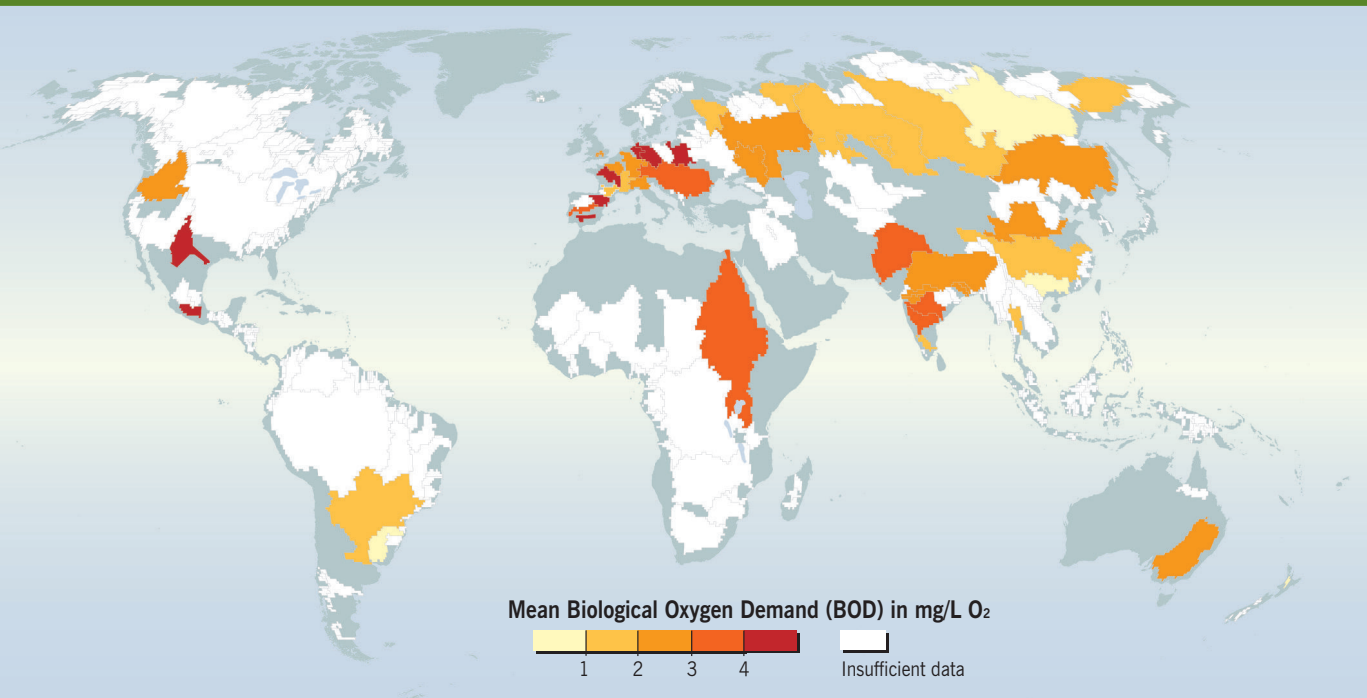 Mean Biological Oxygen Demand (BOD) in mg/L O₂
1 2 3 4 Insufficient data